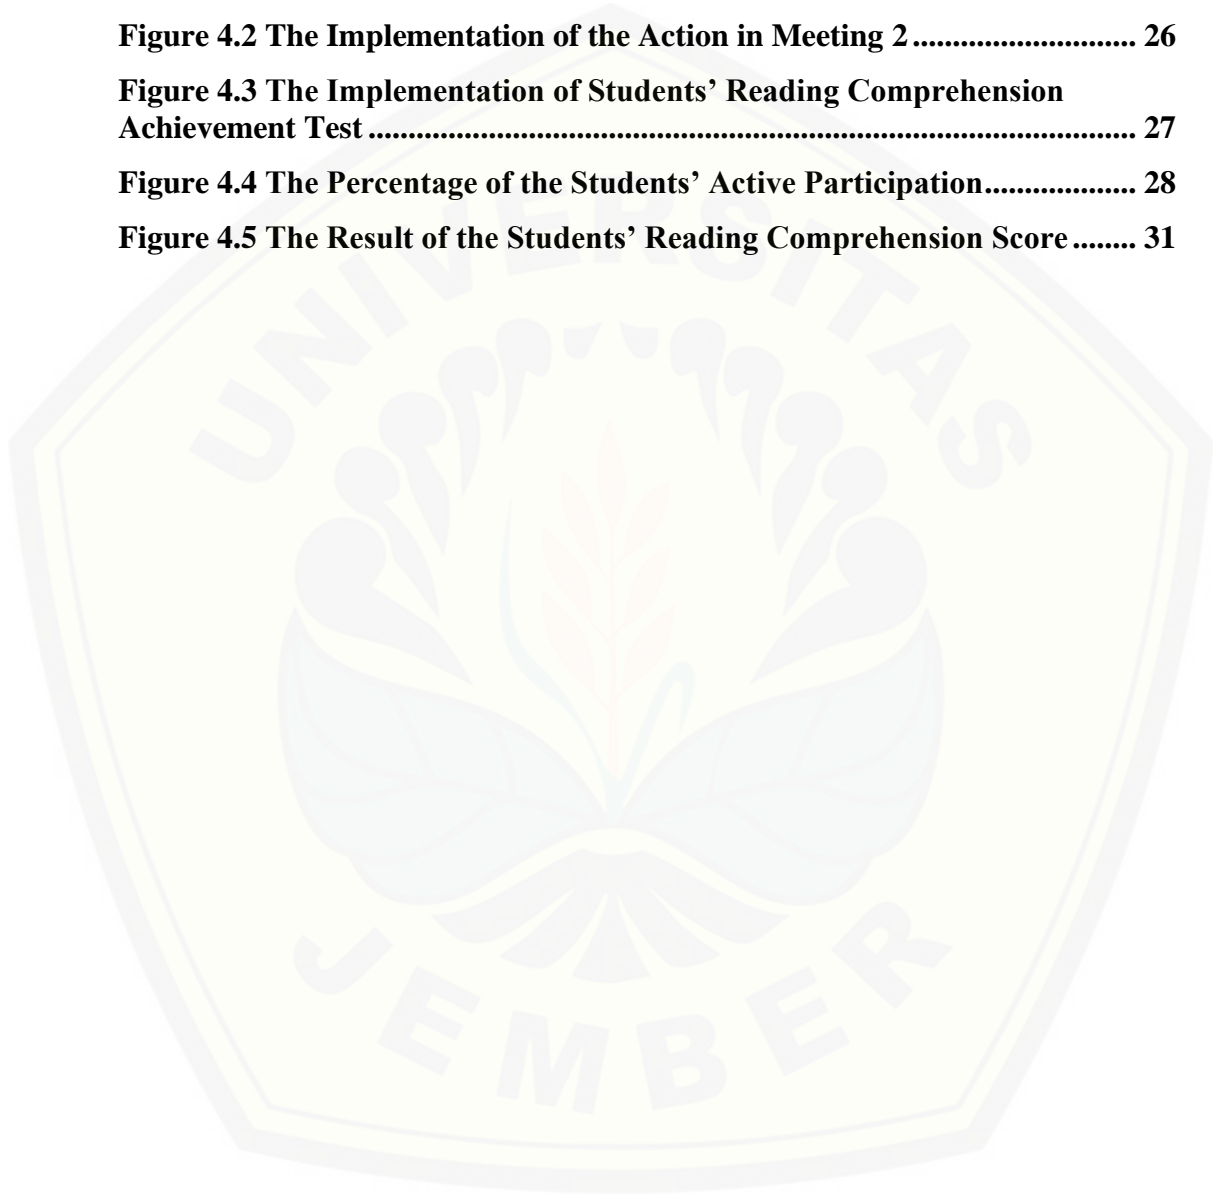 Figure 4.2 The Implementation of the Action in Meeting 2............................ 26
Figure 4.3 The Implementation of Students’ Reading Comprehension
Achievement Test................................................................................................ 27
Figure 4.4 The Percentage of the Students’ Active Participation................... 28
Figure 4.5 The Result of the Students’ Reading Comprehension Score........ 31
UNIVERSITAS
JEMBER